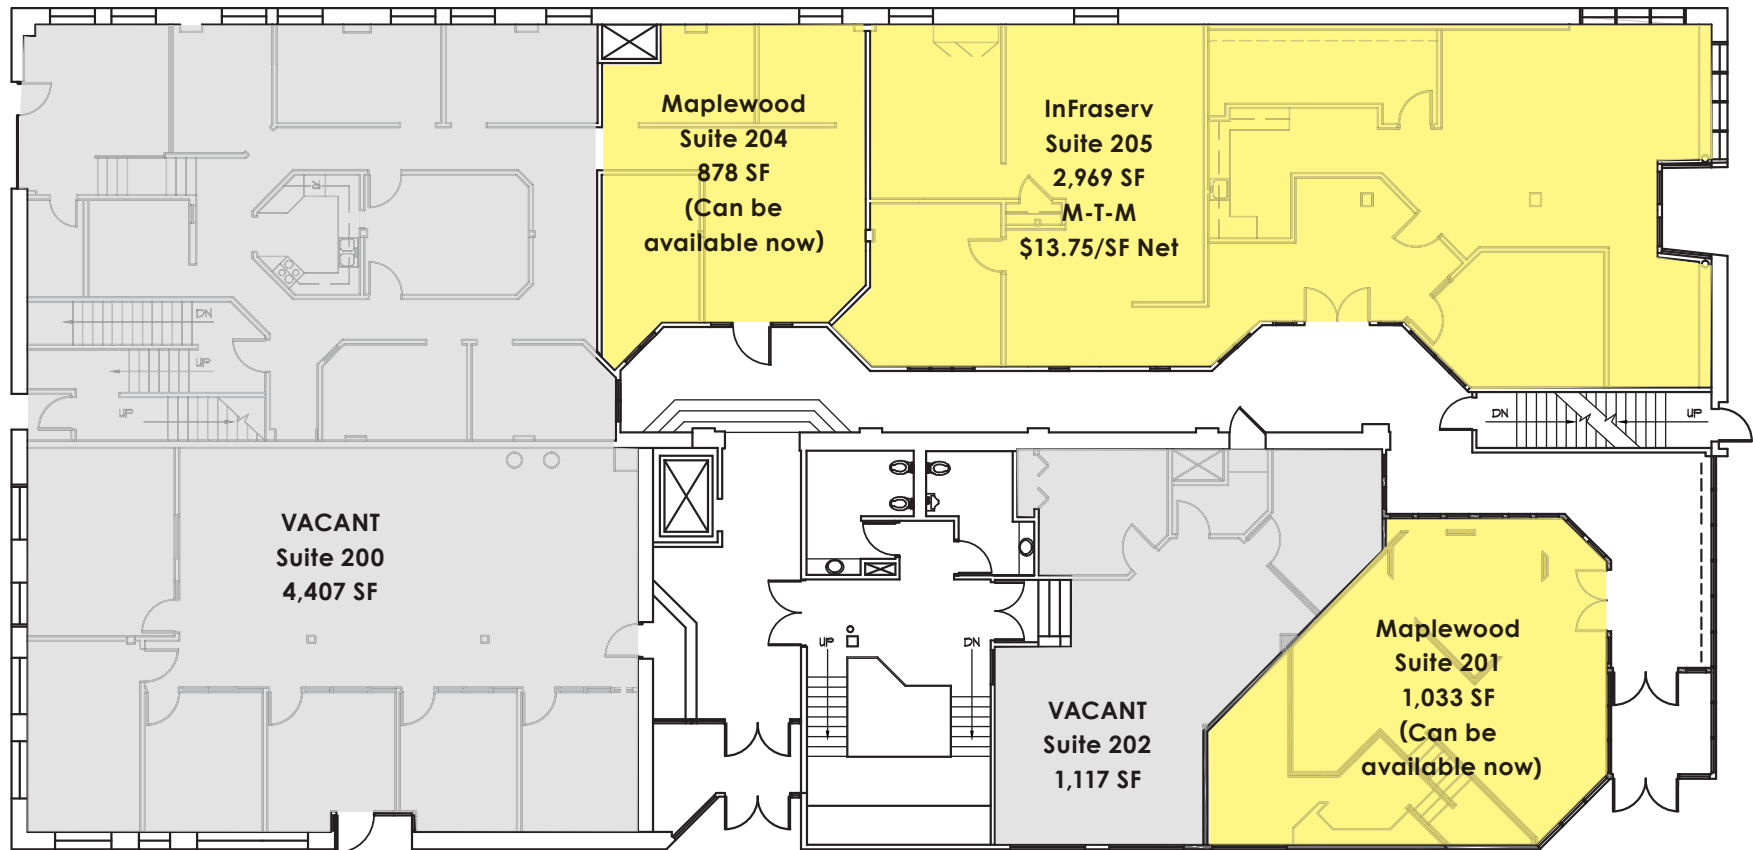 Maplewood
Suite 204
878 SF
(Can be
available now)
InFraserv
Suite 205
2,969 SF
M-T-M
$13.75/SF Net
R
DN
UP
UP
DN
UP
VACANT
Suite 200
4,407 SF
UP
DN
VACANT
Suite 202
1,117 SF
Maplewood
Suite 201
1,033 SF
(Can be
available now)